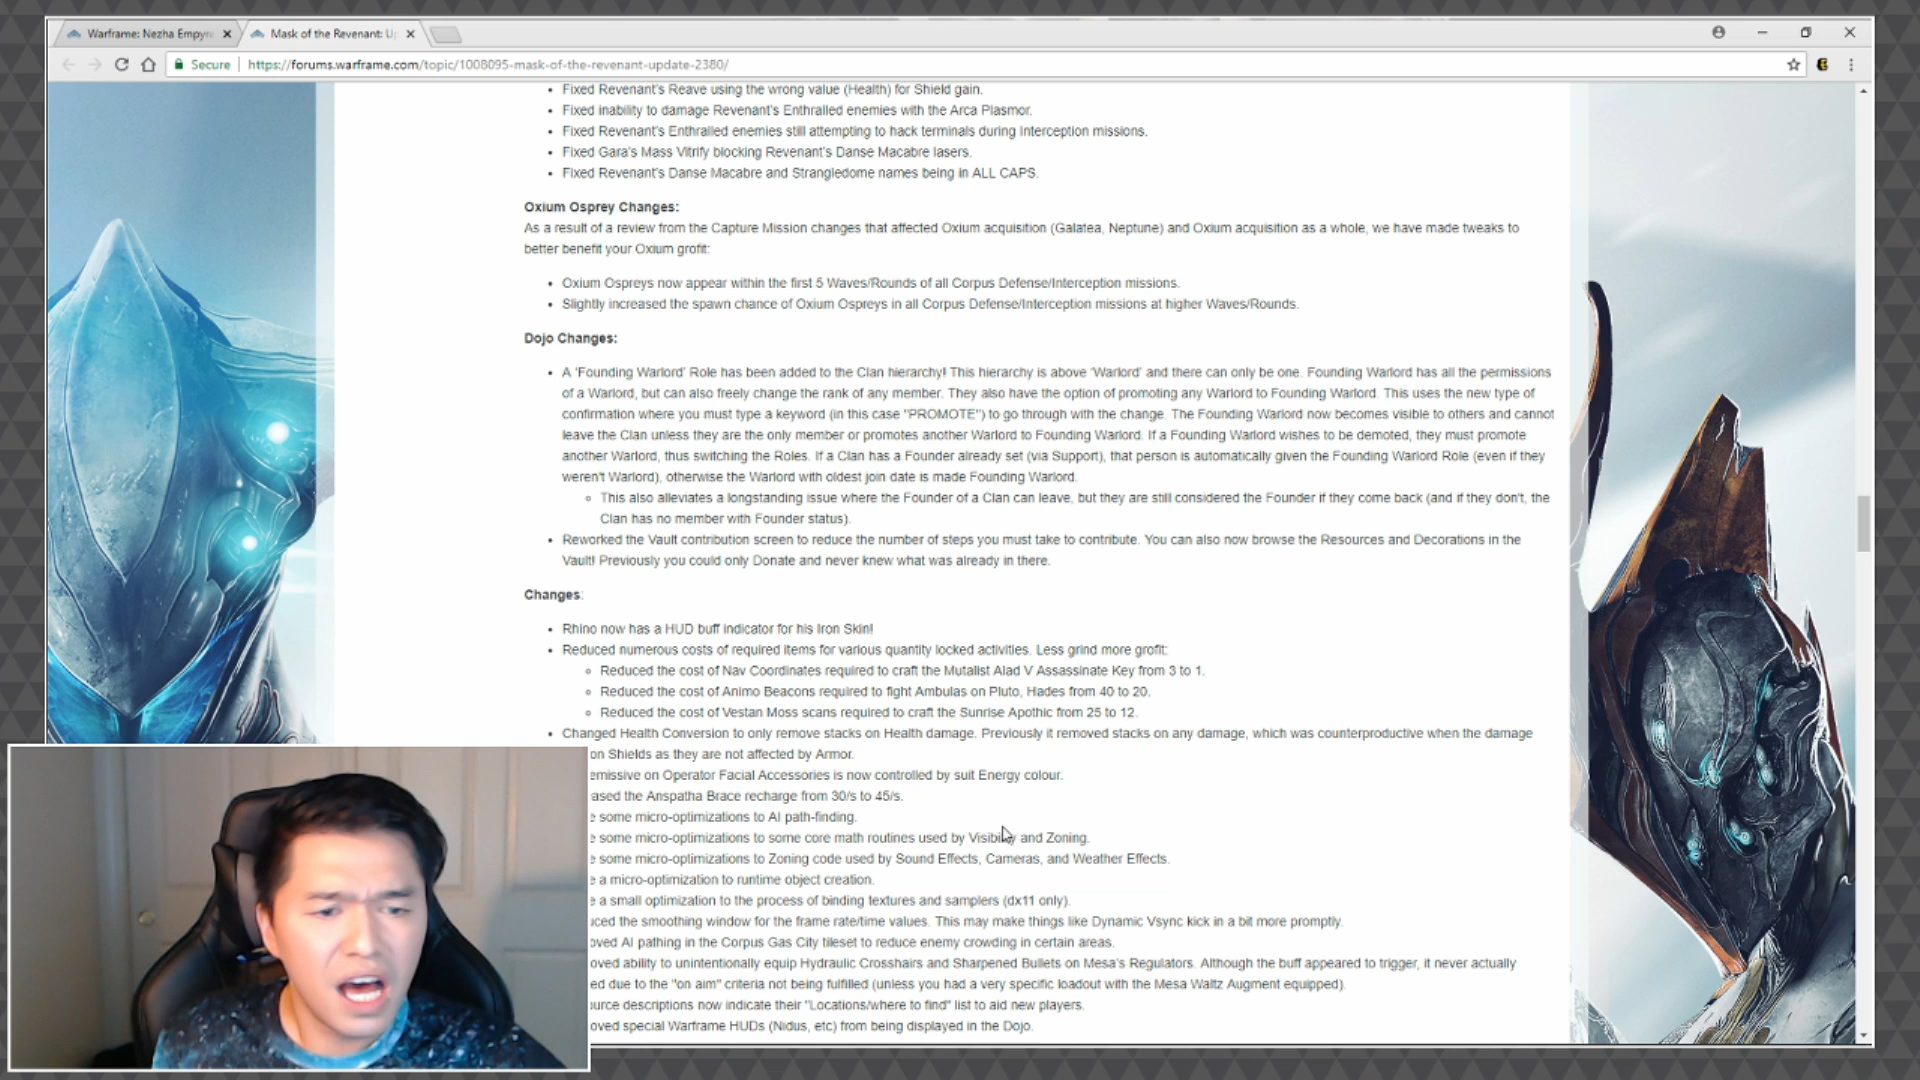 Warframe: Nezha Empyre
Mask of the Revenant: U
Secure
https://forums.warframe.com/topic/1008095-mask-of-the-revenant-update-2380/
• Fixed Revenant's Reave using the wrong value (Health) for Shield gain.
• Fixed inability to damage Revenant's Enthralled enemies with the Arca Plasmor.
• Fixed Revenant's Enthralled enemies still attempting to hack terminals during Interception missions.
• Fixed Gara's Mass Vitrify blocking Revenant's Danse Macabre lasers.
• Fixed Revenant's Danse Macabre and Strangledome names being in ALL CAPS.
Oxium Osprey Changes:
As a result of a review from the Capture Mission changes that affected Oxium acquisition (Galatea, Neptune) and Oxium acquisition as a whole, we have made tweaks to
better benefit your Oxium grofit:
• Oxium Ospreys now appear within the first 5 Waves/Rounds of all Corpus Defense/Interception missions.
• Slightly increased the spawn chance of Oxium Ospreys in all Corpus Defense/Interception missions at higher Waves/Rounds.
Dojo Changes:
• A 'Founding Warlord' Role has been added to the Clan hierarchy! This hierarchy is above 'Warlord' and there can only be one. Founding Warlord has all the permissions
of a Warlord, but can also freely change the rank of any member. They also have the option of promoting any Warlord to Founding Warlord. This uses the new type of
confirmation where you must type a keyword (in this case "PROMOTE") to go through with the change. The Founding Warlord now becomes visible to others and cannot
leave the Clan unless they are the only member or promotes another Warlord to Founding Warlord. If a Founding Warlord wishes to be demoted, they must promote
another Warlord, thus switching the Roles. If a Clan has a Founder already set (via Support), that person is automatically given the Founding Warlord Role (even if they
weren't Warlord), otherwise the Warlord with oldest join date is made Founding Warlord.
◦ This also alleviates a longstanding issue where the Founder of a Clan can leave, but they are still considered the Founder if they come back (and if they don't, the
Clan has no member with Founder status).
• Reworked the Vault contribution screen to reduce the number of steps you must take to contribute. You can also now browse the Resources and Decorations in the
Vault! Previously you could only Donate and never knew what was already in there.
Changes:
• Rhino now has a HUD buff indicator for his Iron Skin!
• Reduced numerous costs of required items for various quantity locked activities. Less grind more grofit:
◦ Reduced the cost of Nav Coordinates required to craft the Mutalist Alad V Assassinate Key from 3 to 1.
◦ Reduced the cost of Animo Beacons required to fight Ambulas on Pluto, Hades from 40 to 20.
◦ Reduced the cost of Vestan Moss scans required to craft the Sunrise Apothic from 25 to 12.
• Changed Health Conversion to only remove stacks on Health damage. Previously it removed stacks on any damage, which was counterproductive when the damage
on Shields as they are not affected by Armor.
emissive on Operator Facial Accessories is now controlled by suit Energy colour.
ased the Anspatha Brace recharge from 30/s to 45/s.
e some micro-optimizations to AI path-finding.
e some micro-optimizations to some core math routines used by Visibility and Zoning.
e some micro-optimizations to Zoning code used by Sound Effects, Cameras, and Weather Effects.
e a micro-optimization to runtime object creation.
e a small optimization to the process of binding textures and samplers (dx11 only).
uced the smoothing window for the frame rate/time values. This may make things like Dynamic Vsync kick in a bit more promptly.
oved AI pathing in the Corpus Gas City tileset to reduce enemy crowding in certain areas.
oved ability to unintentionally equip Hydraulic Crosshairs and Sharpened Bullets on Mesa's Regulators. Although the buff appeared to trigger, it never actually
ed due to the "on aim" criteria not being fulfilled (unless you had a very specific loadout with the Mesa Waltz Augment equipped).
ource descriptions now indicate their "Locations/where to find" list to aid new players.
oved special Warframe HUDs (Nidus, etc) from being displayed in the Dojo.